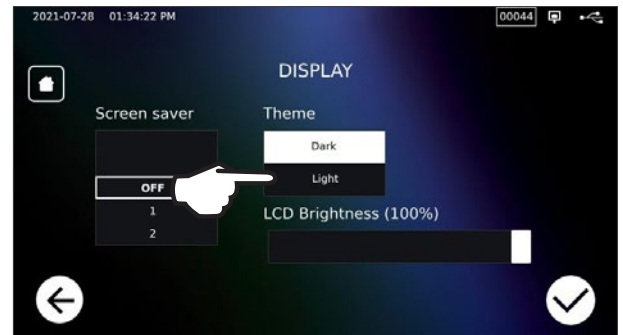 2021-07-28 01:34:22 PM 00044
DISPLAY
Screen saver
Theme
Dark
Light
OFF
1
2
LCD Brightness (100%)